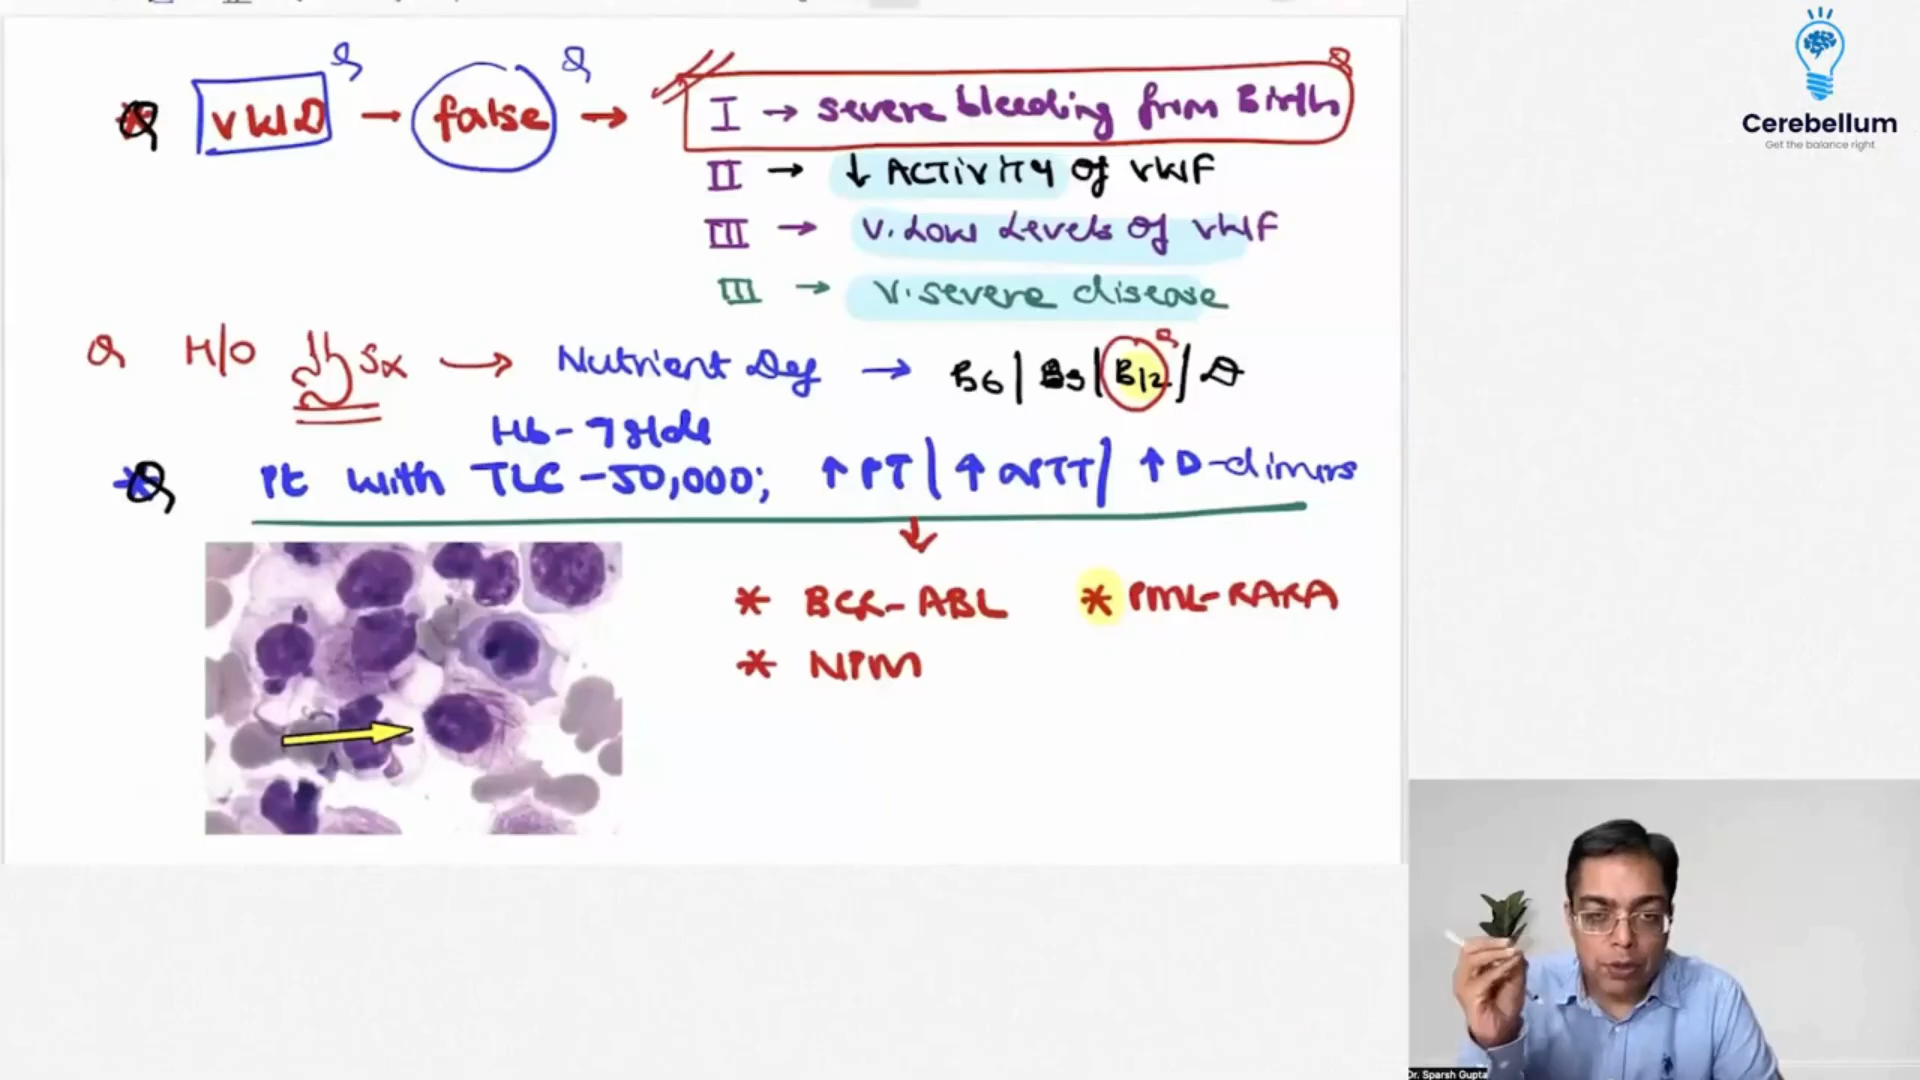 Q vWD → false → I → severe bleeding from Birth
II → ↓ ACTIVITY of vWF
III → V. Low Levels of vWF
III → V. severe disease
Q H/O Sx → Nutrient Def → B6 | B9 | B12 | D
Hb - 7 g/dl
Q Pt with TLC - 50,000; ↑ PT | ↑ aPTT | ↑ D-dimers
* BCR-ABL * PML-RARA
* NPM
Cerebellum
Get the balance right
Dr. Sparsh Gupta